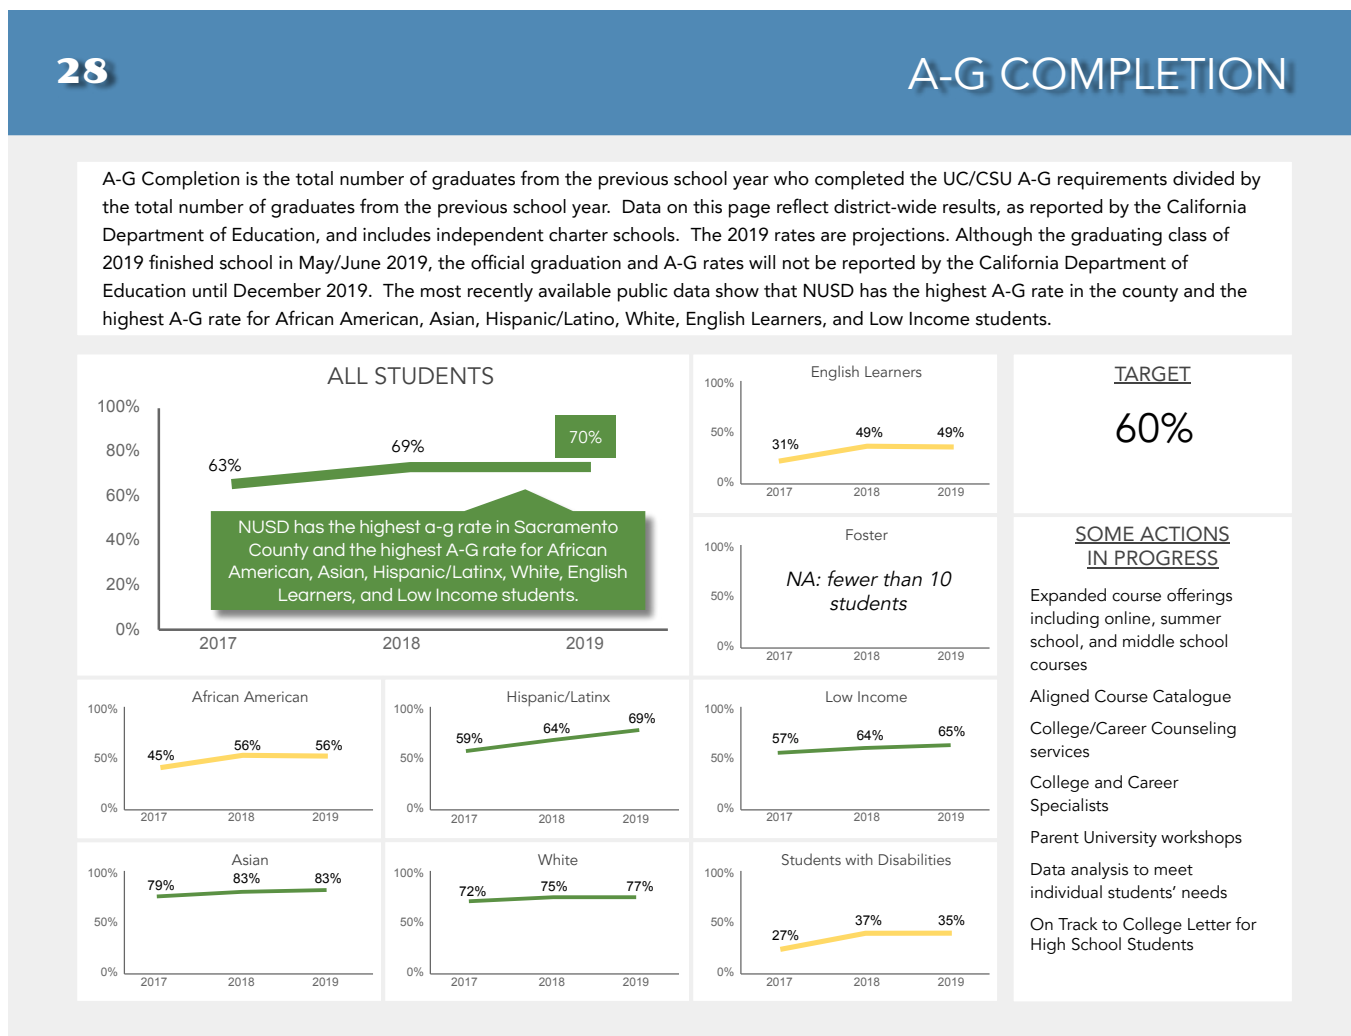 28
A-G COMPLETION
A-G Completion is the total number of graduates from the previous school year who completed the UC/CSU A-G requirements divided by
the total number of graduates from the previous school year.  Data on this page reflect district-wide results, as reported by the California
Department of Education, and includes independent charter schools.  The 2019 rates are projections. Although the graduating class of
2019 finished school in May/June 2019, the official graduation and A-G rates will not be reported by the California Department of
Education until December 2019.  The most recently available public data show that NUSD has the highest A-G rate in the county and the
highest A-G rate for African American, Asian, Hispanic/Latino, White, English Learners, and Low Income students.
ALL STUDENTS
100%
80%
60%
40%
20%
0%
63%
69%
70%
NUSD has the highest a-g rate in Sacramento
County and the highest A-G rate for African
American, Asian, Hispanic/Latinx, White, English
Learners, and Low Income students.
2017 2018 2019
English Learners
100%
50%
0%
31% 49% 49%
2017 2018 2019
Foster
100%
50%
0%
NA: fewer than 10
students
2017 2018 2019
African American
100%
50%
0%
45% 56% 56%
2017 2018 2019
Hispanic/Latinx
100%
50%
0%
59% 64% 69%
2017 2018 2019
Low Income
100%
50%
0%
57% 64% 65%
2017 2018 2019
Asian
100%
50%
0%
79% 83% 83%
2017 2018 2019
White
100%
50%
0%
72% 75% 77%
2017 2018 2019
Students with Disabilities
100%
50%
0%
27% 37% 35%
2017 2018 2019
TARGET
60%
SOME ACTIONS
IN PROGRESS
Expanded course offerings
including online, summer
school, and middle school
courses
Aligned Course Catalogue
College/Career Counseling
services
College and Career
Specialists
Parent University workshops
Data analysis to meet
individual students’ needs
On Track to College Letter for
High School Students